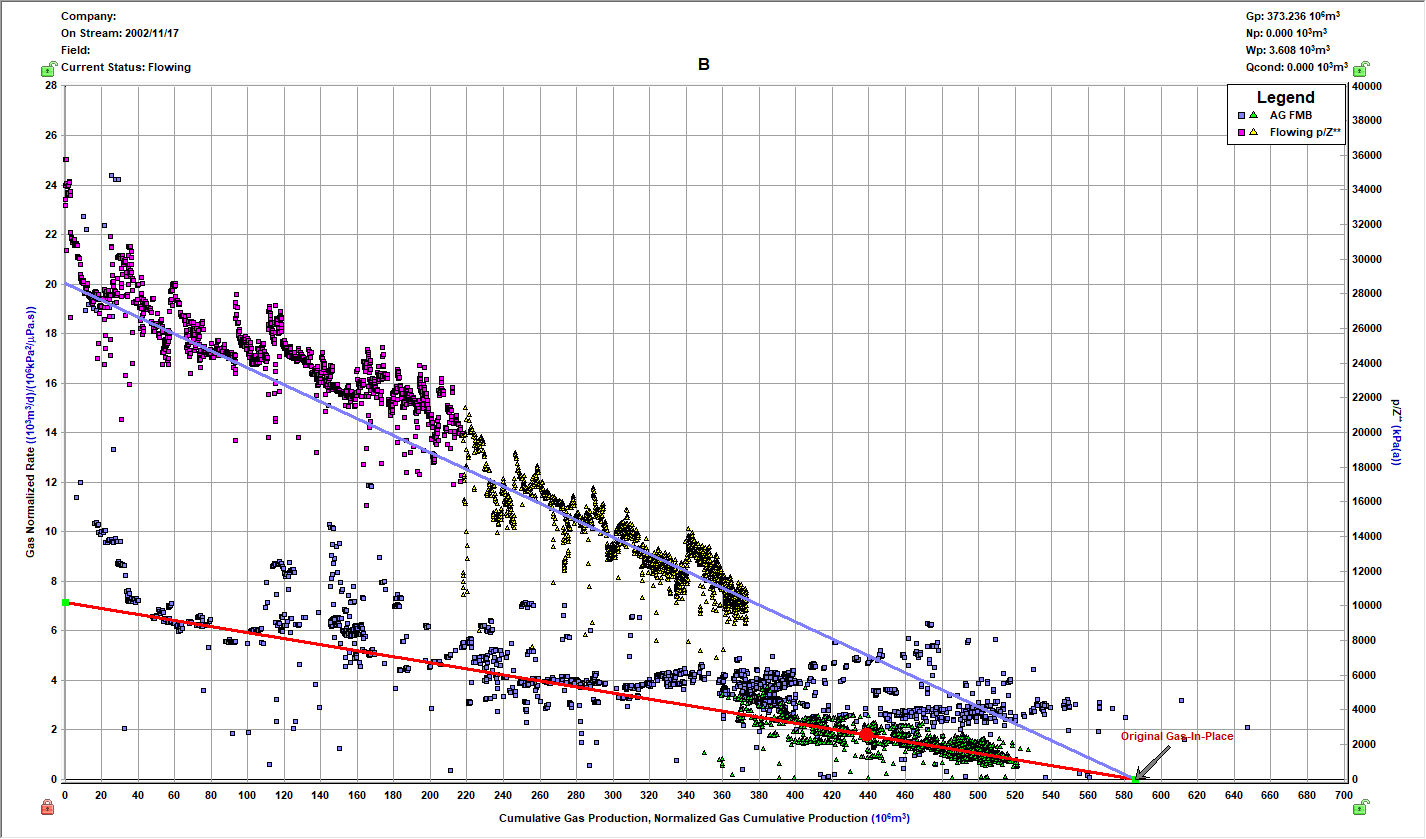 Company:
On Stream: 2002/11/17
Field:
Current Status: Flowing
B
Gp: 373.236 10⁶m³
Np: 0.000 10³m³
Wp: 3.608 10³m³
Qcond: 0.000 10³m³
Legend
AG FMB
Flowing p/Z**
28
26
24
22
20
18
16
14
12
10
8
6
4
2
0
Gas Normalized Rate ((10³m³/d)/(10⁶kPa²/µPa.s))
40000
38000
36000
34000
32000
30000
28000
26000
24000
22000
20000
18000
16000
14000
12000
10000
8000
6000
4000
2000
0
p/Z** (kPa(a))
Original Gas-In-Place
0 20 40 60 80 100 120 140 160 180 200 220 240 260 280 300 320 340 360 380 400 420 440 460 480 500 520 540 560 580 600 620 640 660 680 700
Cumulative Gas Production, Normalized Gas Cumulative Production (10⁶m³)